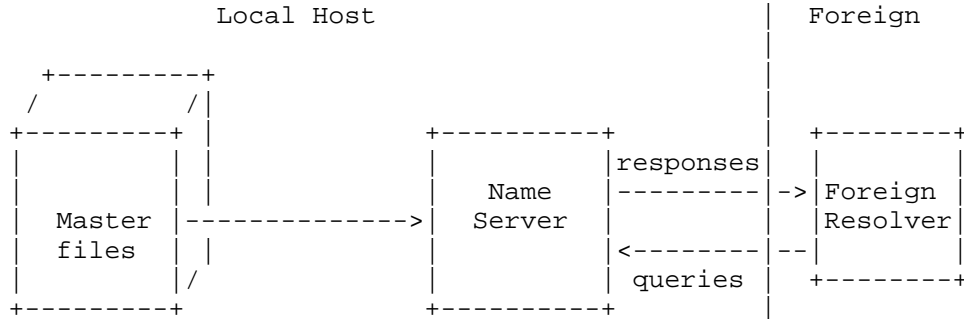 Local Host | Foreign
|
+---------+ |
/ /| |
+---------+ | +----------+ | +--------+
| | | | |responses| | |
| | | | Name |---------|->|Foreign |
| Master |-------------->| Server | | |Resolver|
| files | | | |<--------|--| |
| |/ | | queries | +--------+
+---------+ +----------+ |